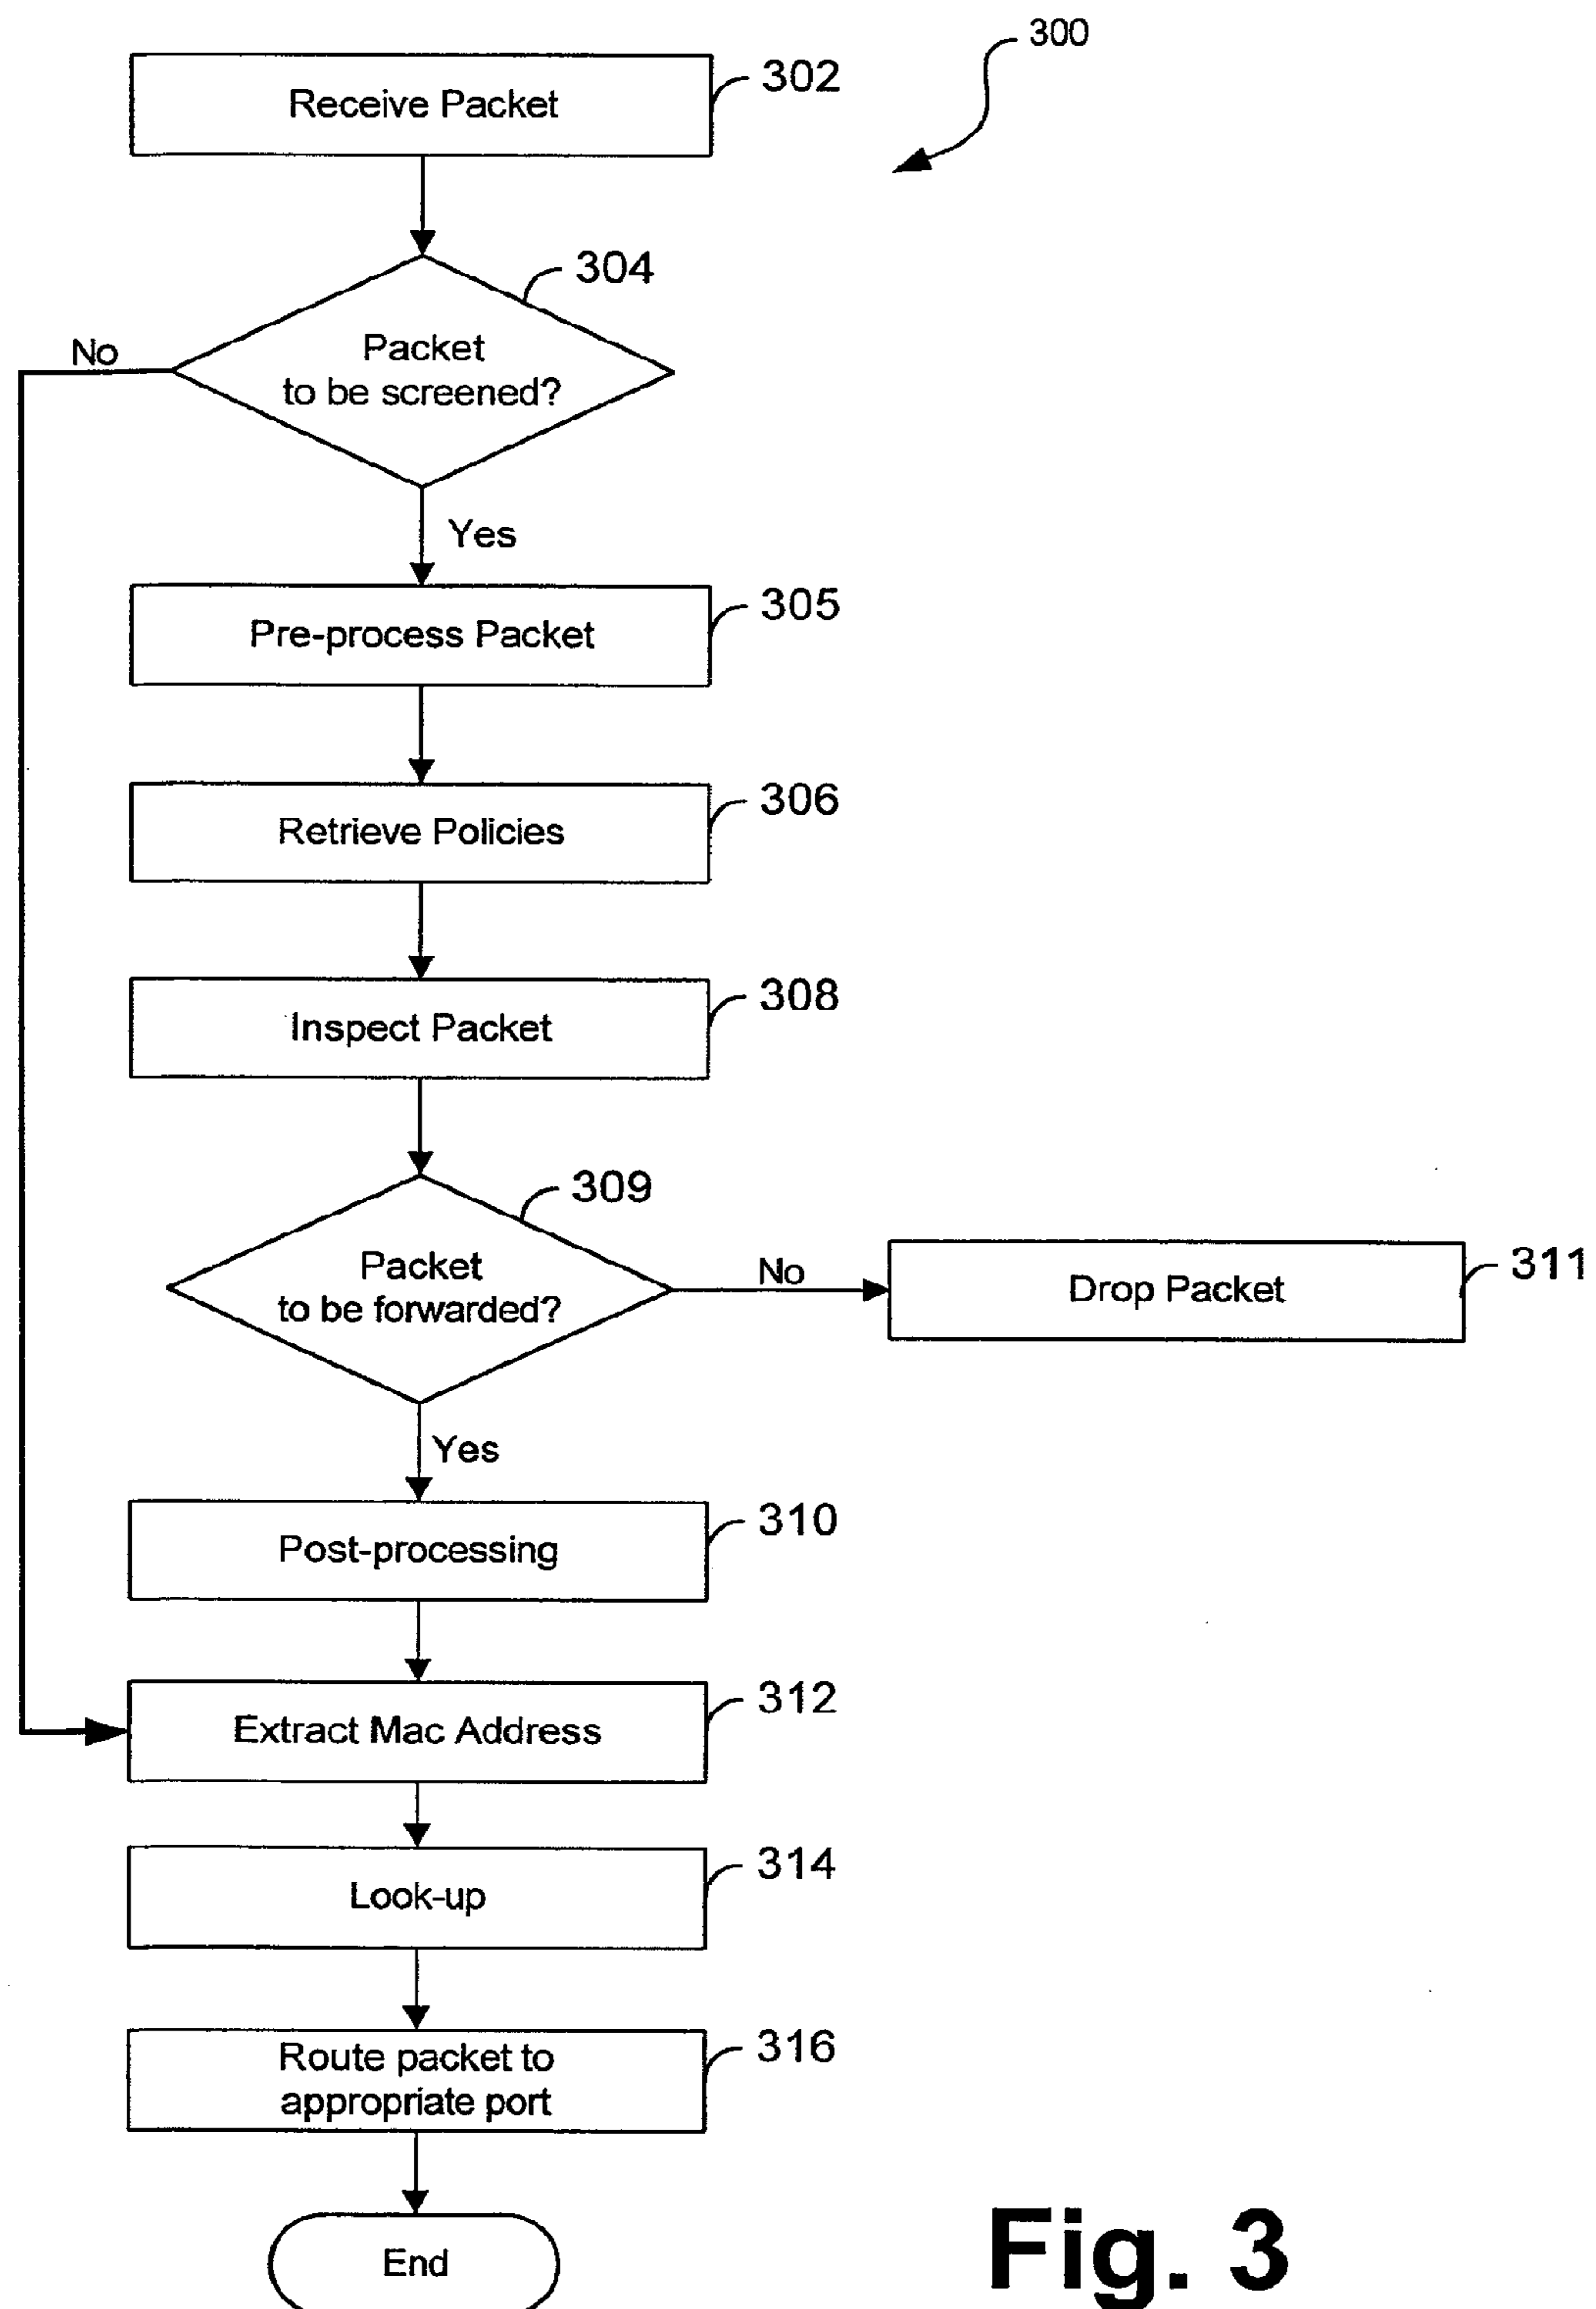 300
Receive Packet
302
304
Packet
to be screened?
No
Yes
Pre-process Packet
305
Retrieve Policies
306
Inspect Packet
308
309
Packet
to be forwarded?
No
Drop Packet
311
Yes
Post-processing
310
Extract Mac Address
312
Look-up
314
Route packet to
appropriate port
316
End
Fig. 3